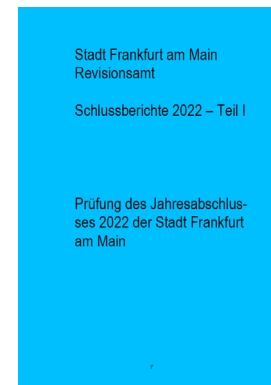 Stadt Frankfurt am Main
Revisionsamt
Schlussberichte 2022 – Teil I
Prüfung des Jahresabschlus-
ses 2022 der Stadt Frankfurt
am Main